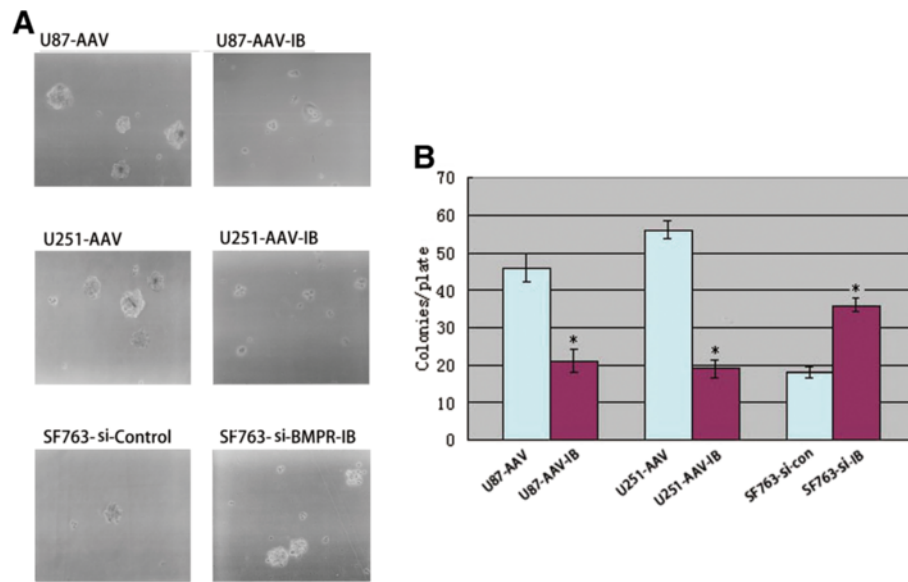 A
U87-AAV
U87-AAV-IB
U251-AAV
U251-AAV-IB
SF763-si-Control
SF763-si-BMPR-IB
B
70
60
50
40
30
20
10
0
Colonies/plate
*
*
*
U87-AAV
U87-AAV-IB
U251-AAV
U251-AAV-IB
SF763-si-con
SF763-si-IB